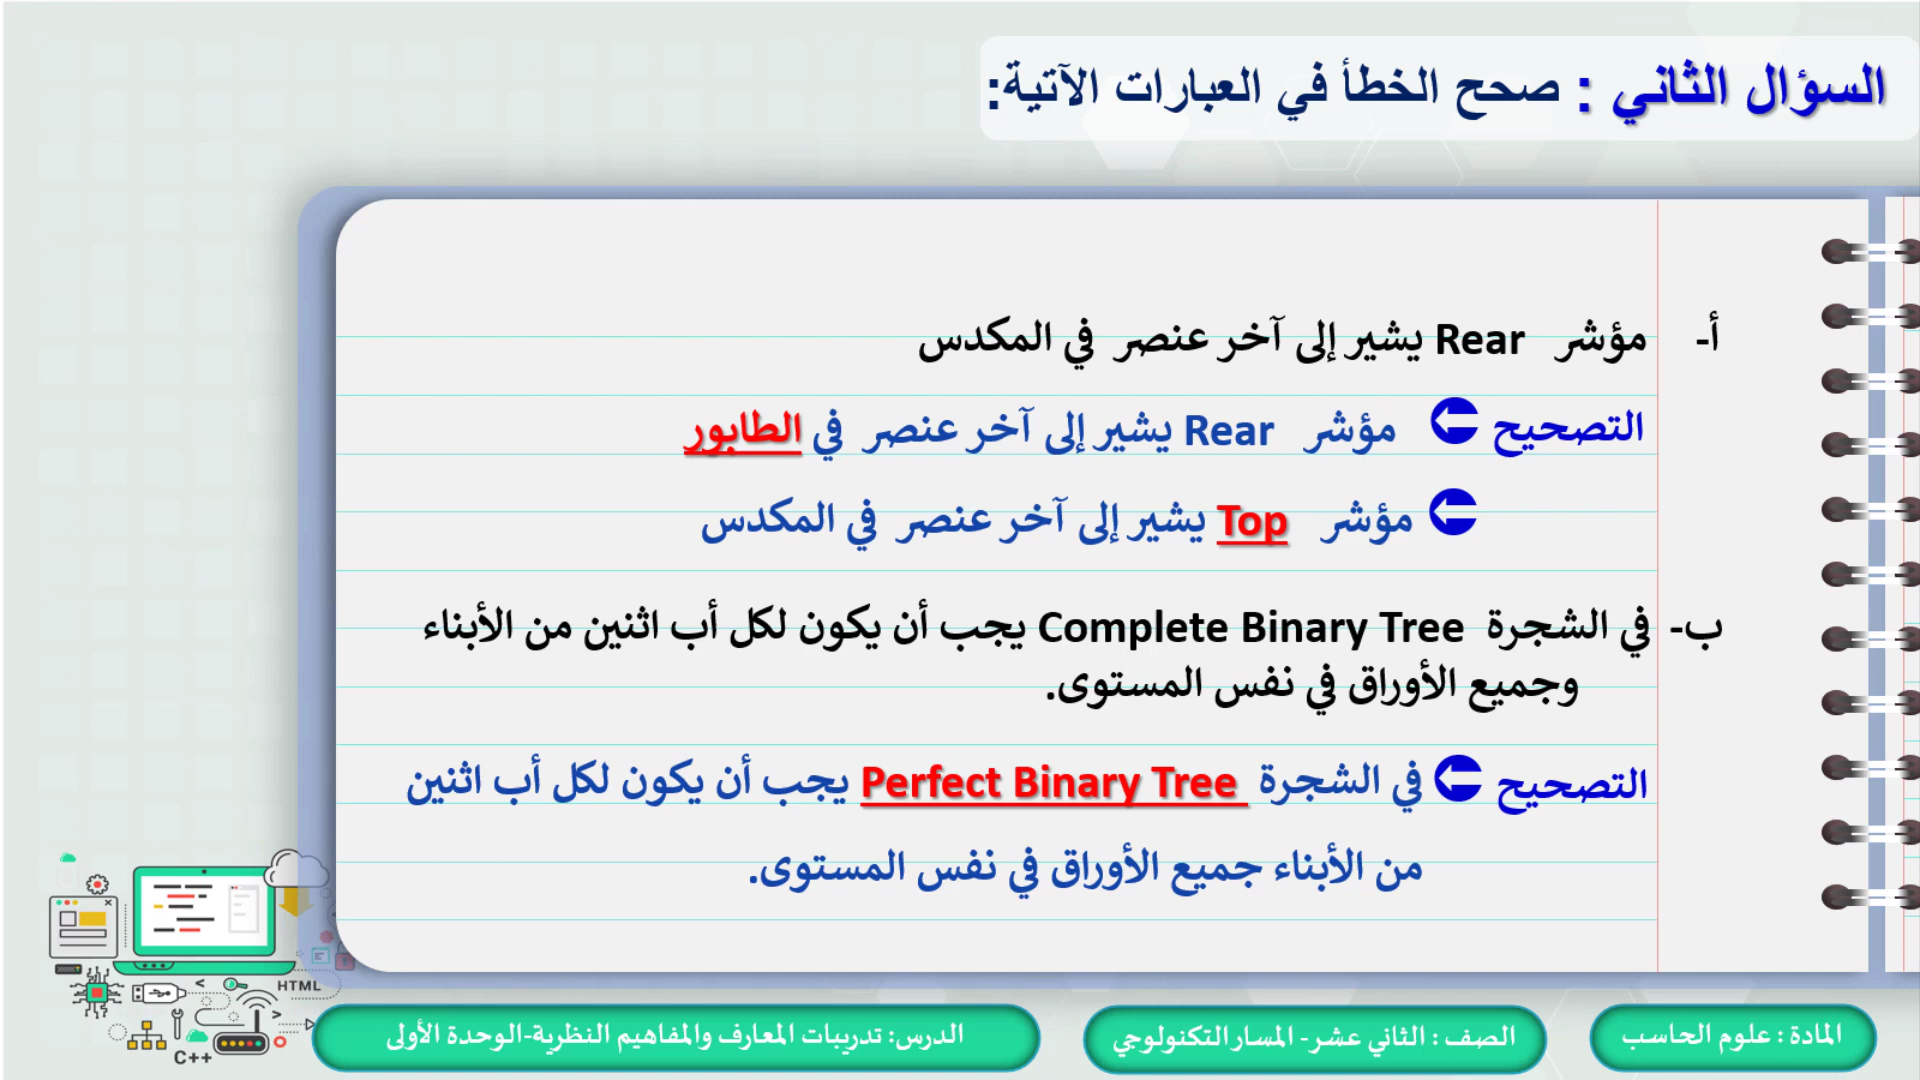 السؤال الثاني : صحح الخطأ في العبارات الآتية:
أ- مؤشر Rear يشير إلى آخر عنصر في المكدس
التصحيح مؤشر Rear يشير إلى آخر عنصر في الطابور
مؤشر Top يشير إلى آخر عنصر في المكدس
ب- في الشجرة Complete Binary Tree يجب أن يكون لكل أب اثنين من الأبناء
وجميع الأوراق في نفس المستوى.
التصحيح في الشجرة Perfect Binary Tree يجب أن يكون لكل أب اثنين
من الأبناء جميع الأوراق في نفس المستوى.
HTML
C++
المادة : علوم الحاسب
الصف : الثاني عشر- المسار التكنولوجي
الدرس: تدريبات المعارف والمفاهيم النظرية-الوحدة الأولى